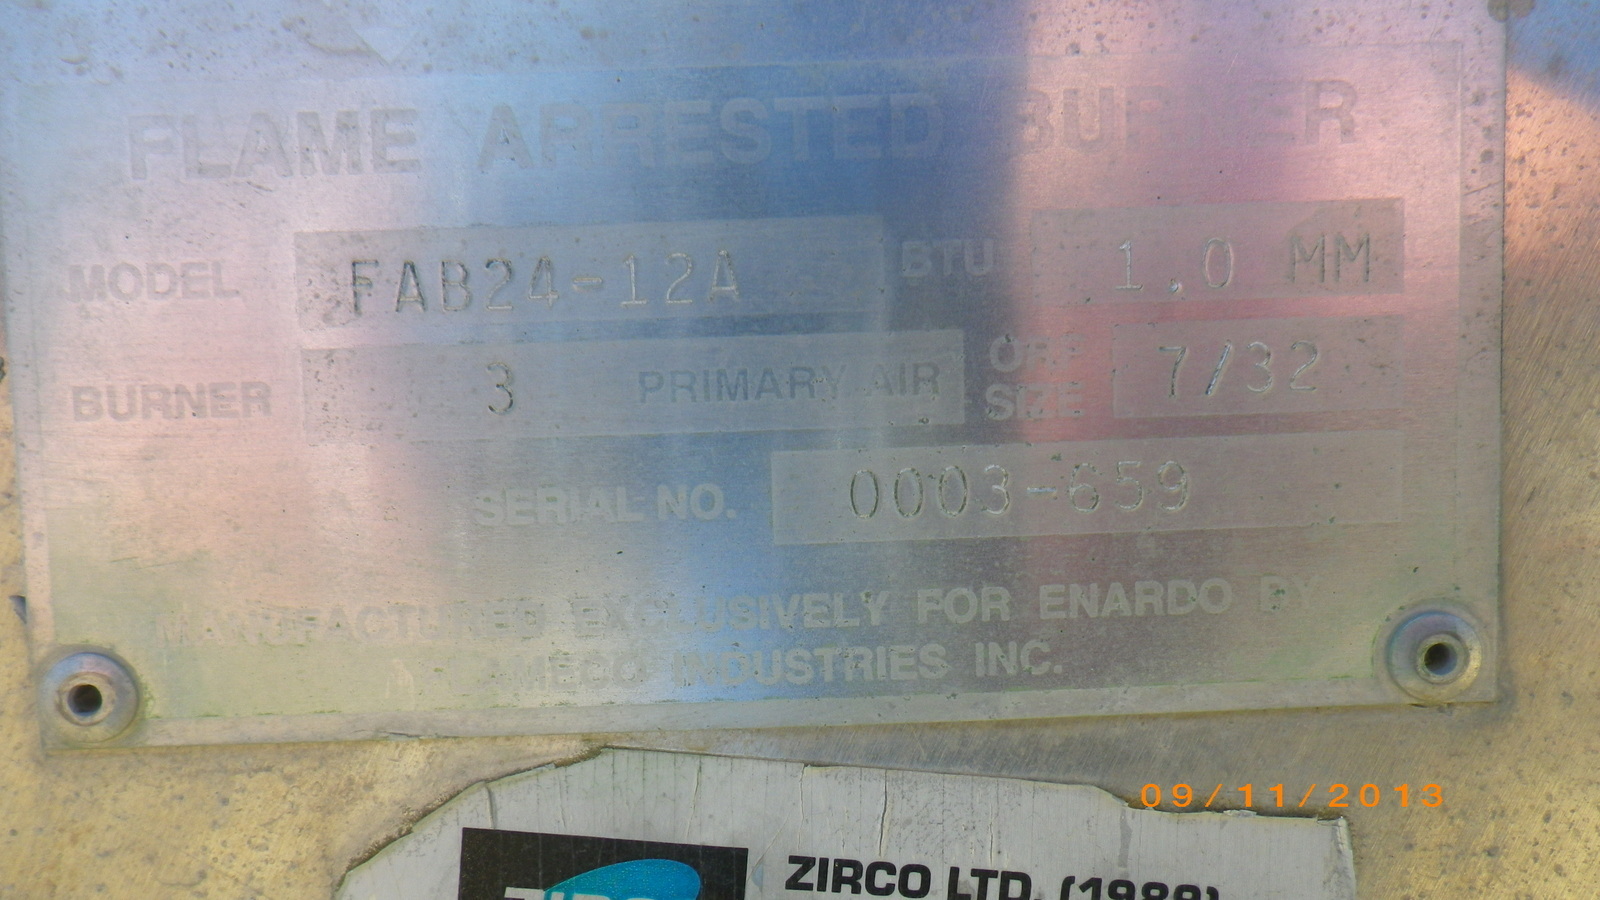 FLAME ARRESTED BURNER
MODEL FAB24-12A BTU 1.0 MM
BURNER 3 PRIMARY AIR ORF SIZE 7/32
SERIAL NO. 0003-659
MANUFACTURED EXCLUSIVELY FOR ENARDO BY
INDUSTRIES INC.
09/11/2013
ZIRCO LTD. (1989)